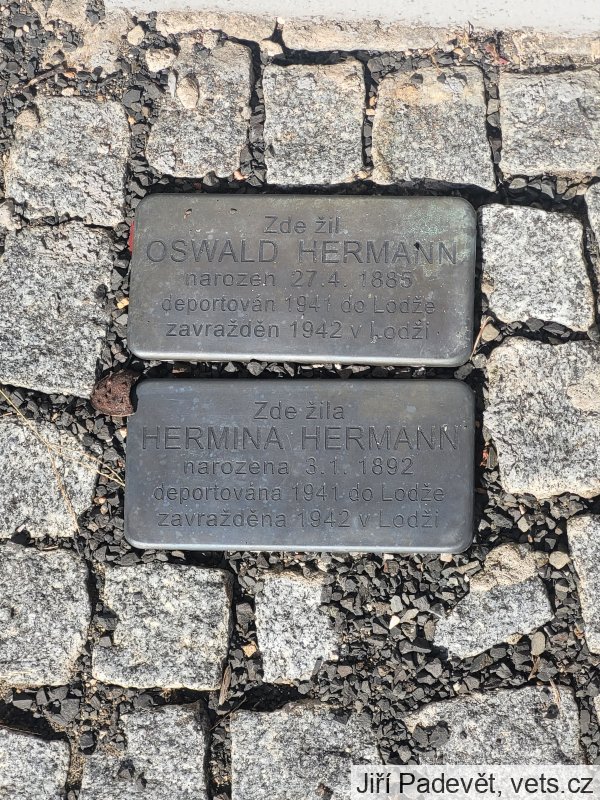 Zde žil
OSWALD HERMANN
narozen 27.4. 1885
deportován 1941 do Lodže
zavražděn 1942 v Lodži
Zde žila
HERMINA HERMANN
narozena 3.1. 1892
deportována 1941 do Lodže
zavražděna 1942 v Lodži
Jiří Padevět, vets.cz